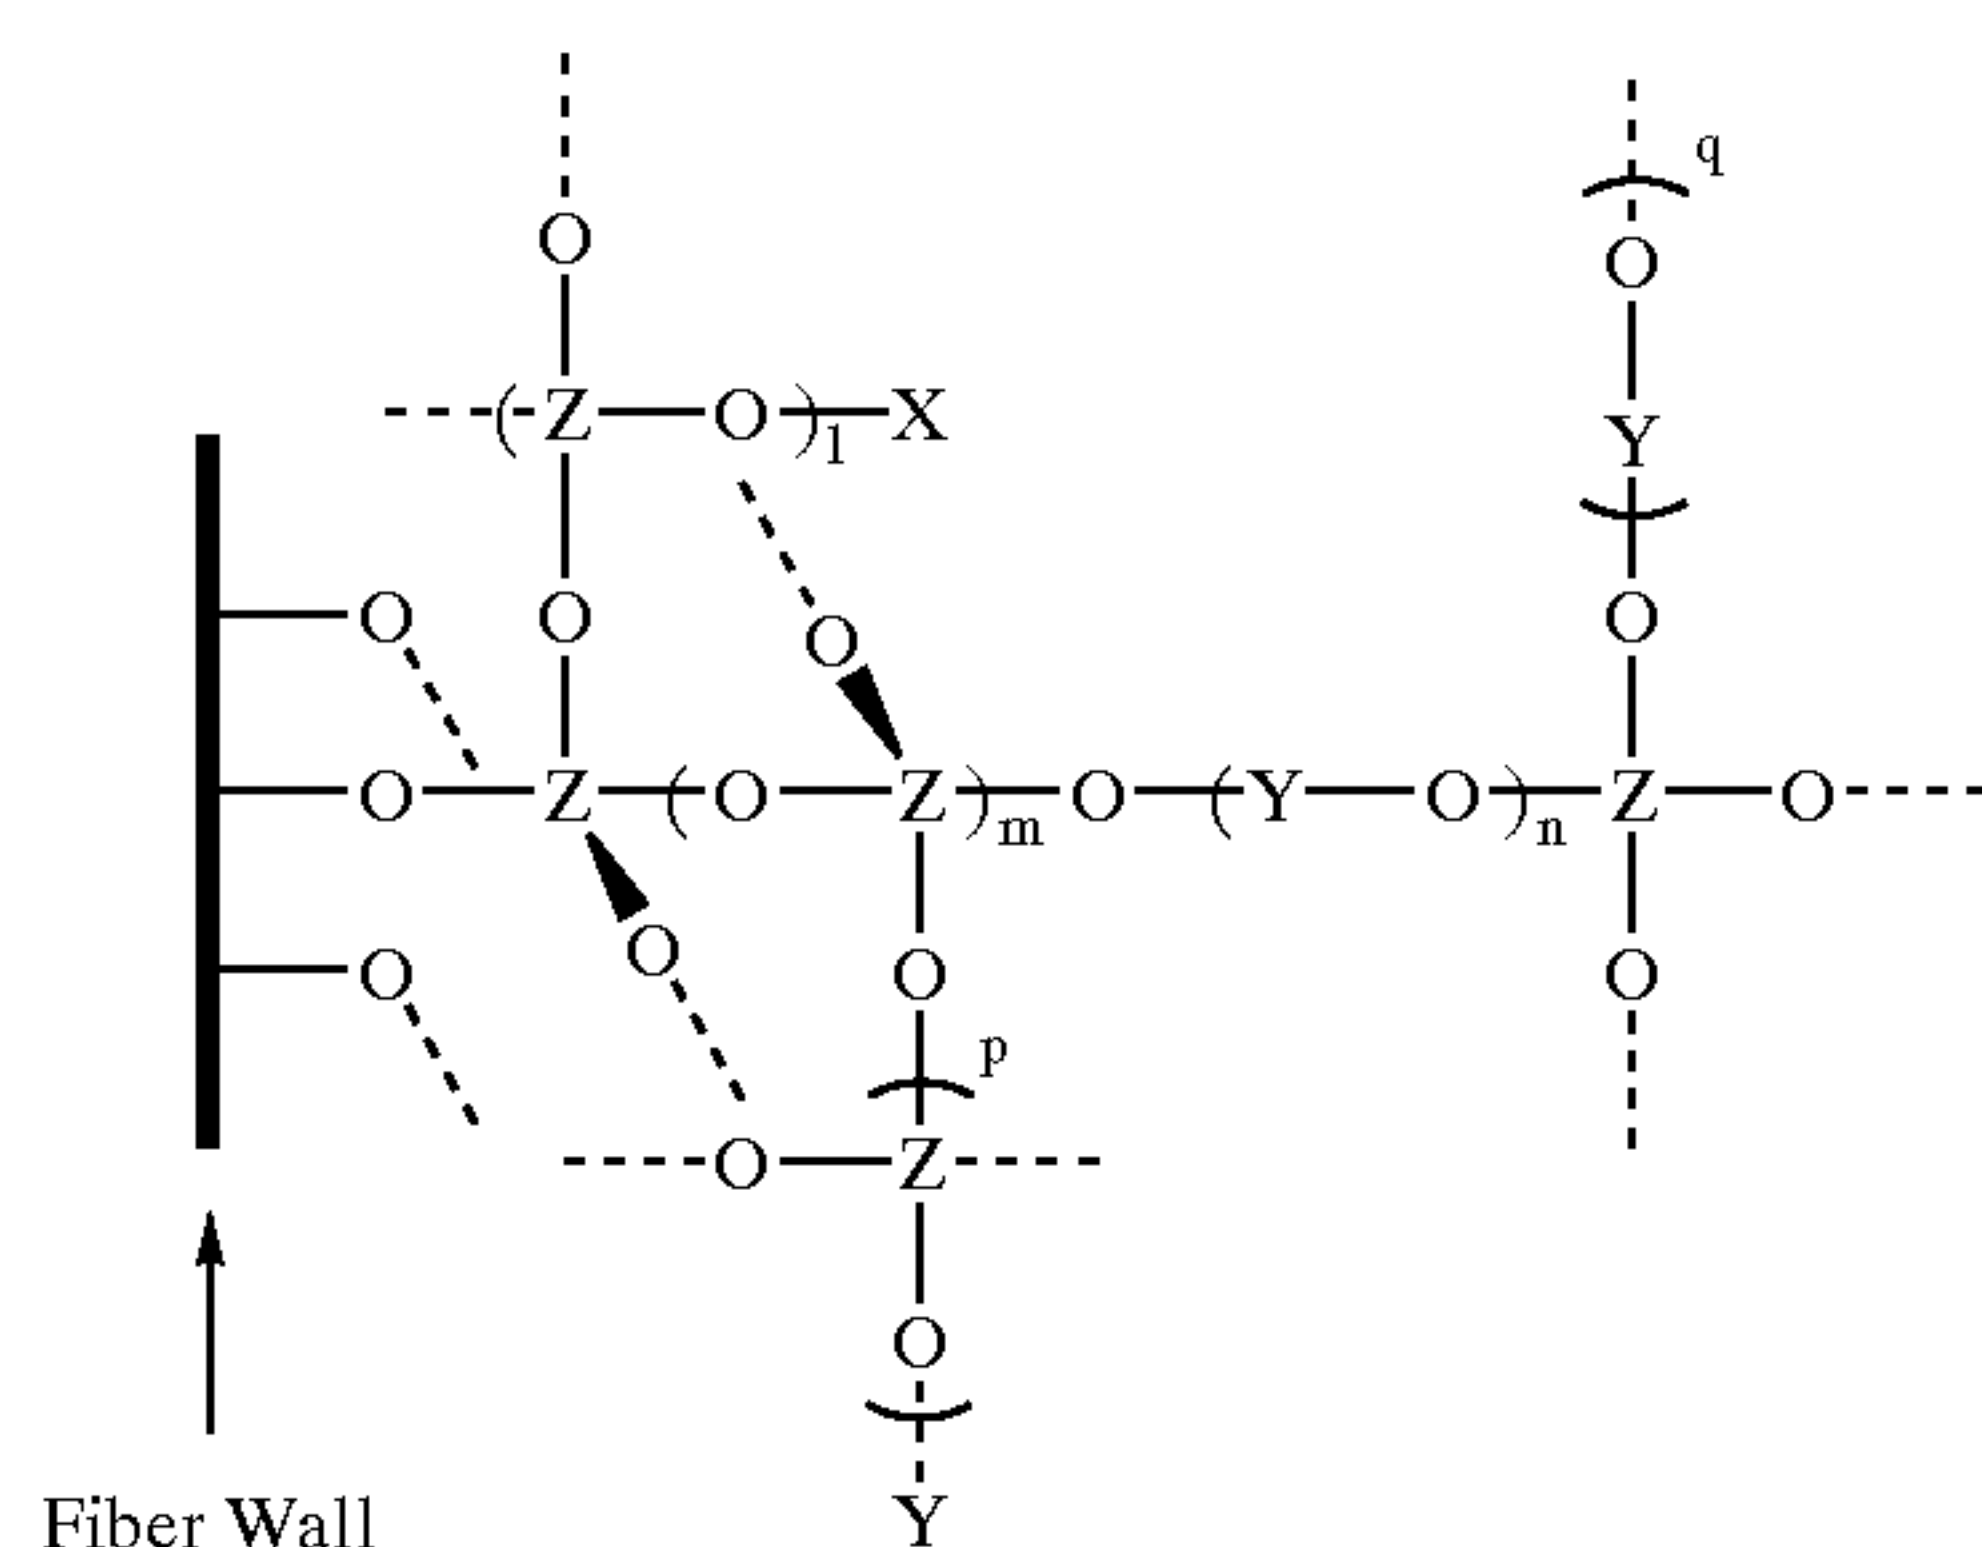 q
O O
( Z O ) l X
Y
O O O O
O Z ( O Z ) m O ( Y O ) n Z O
O O O O
p
O Z
O
Y
Fiber Wall